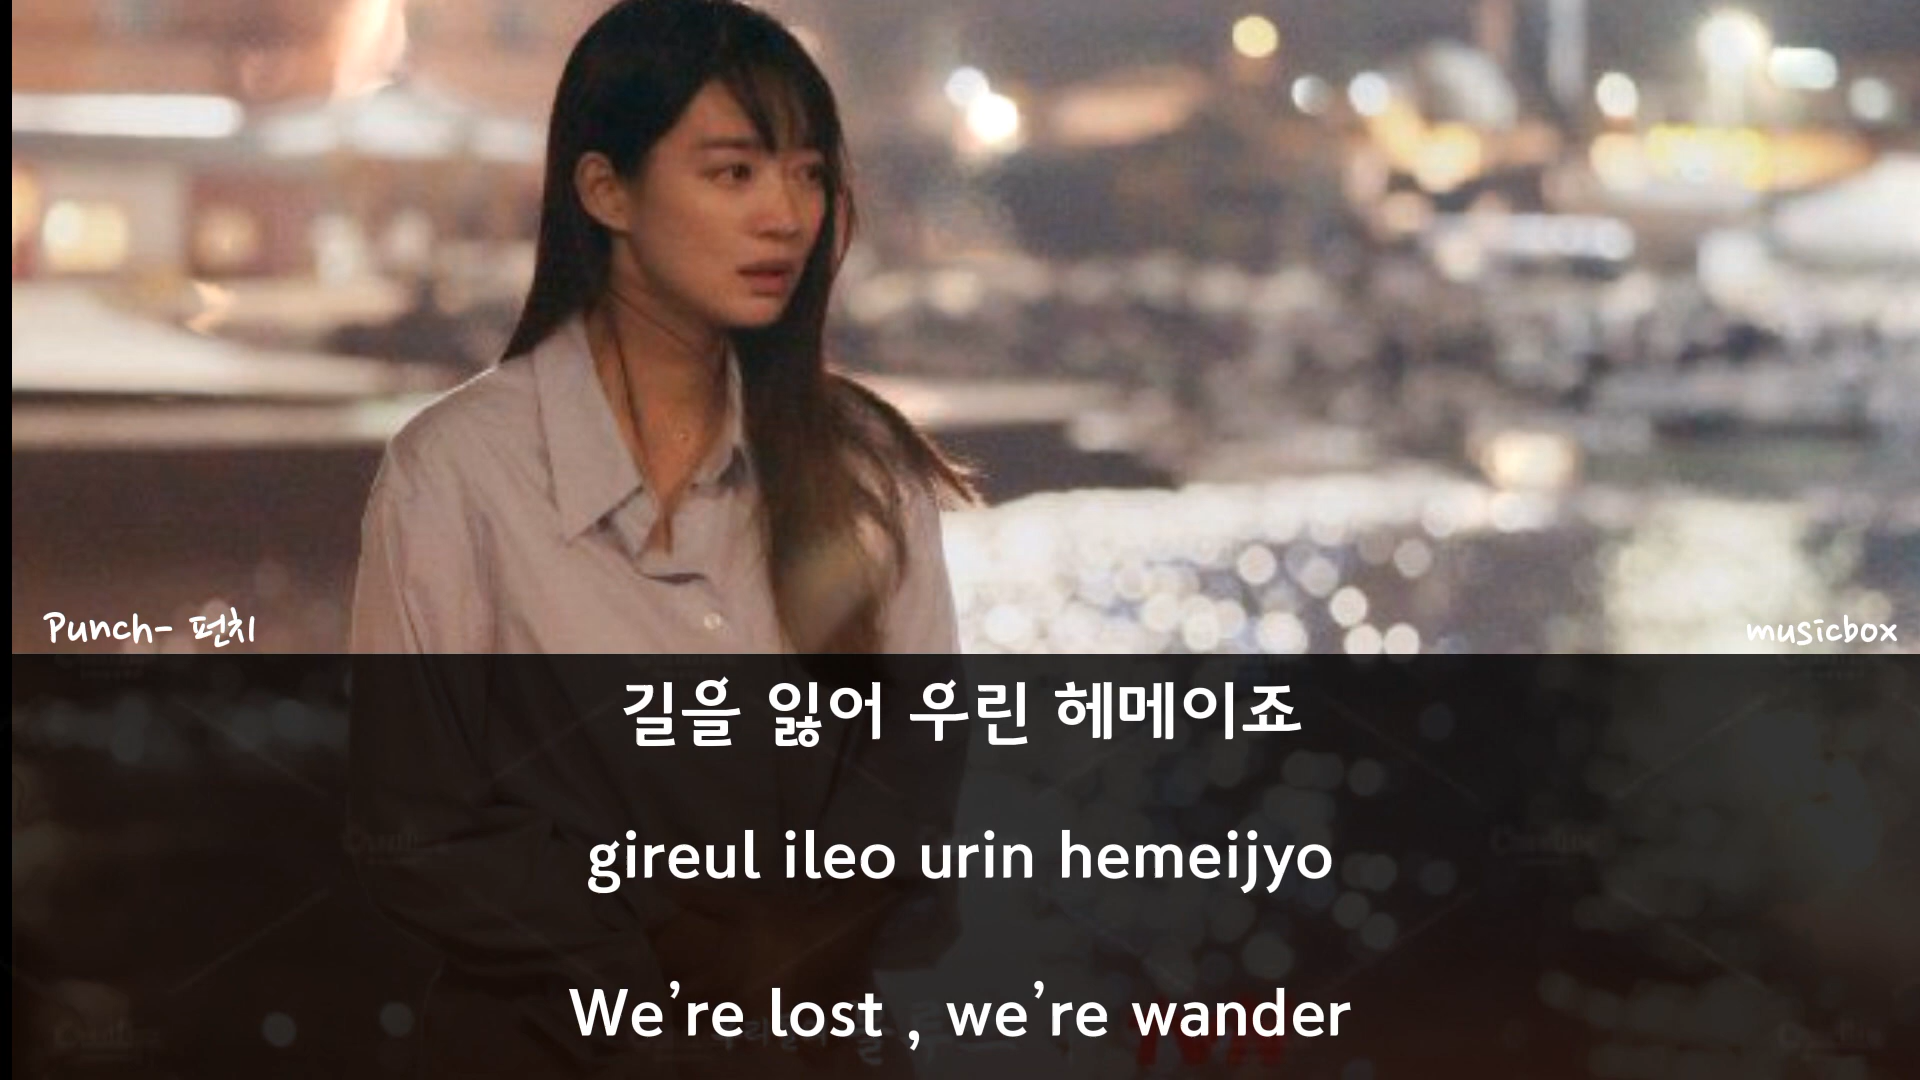 Punch- 펀치
musicbox
길을 잃어 우린 헤메이죠
gireul ileo urin hemeijyo
We're lost , we're wander